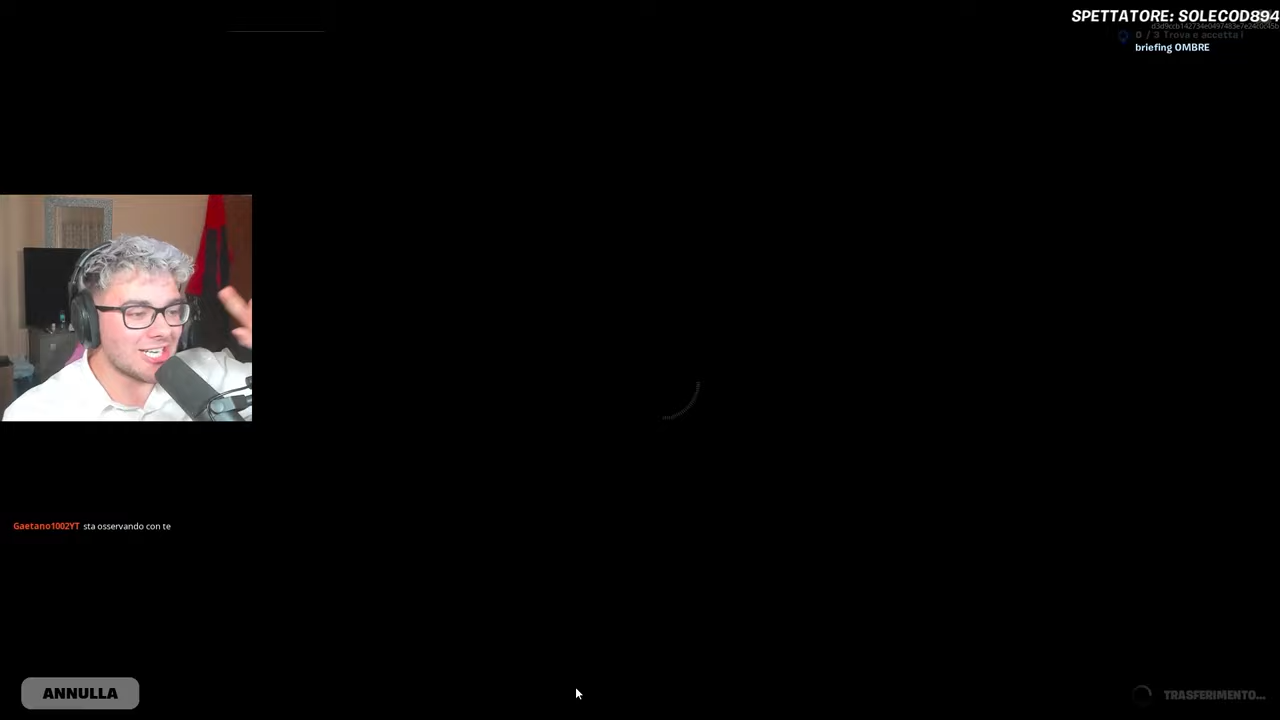 SPETTATORE: SOLECOD894
0 / 3 Trova e accetta i
briefing OMBRE
Gaetano1002YT sta osservando con te
ANNULLA
TRASFERIMENTO...